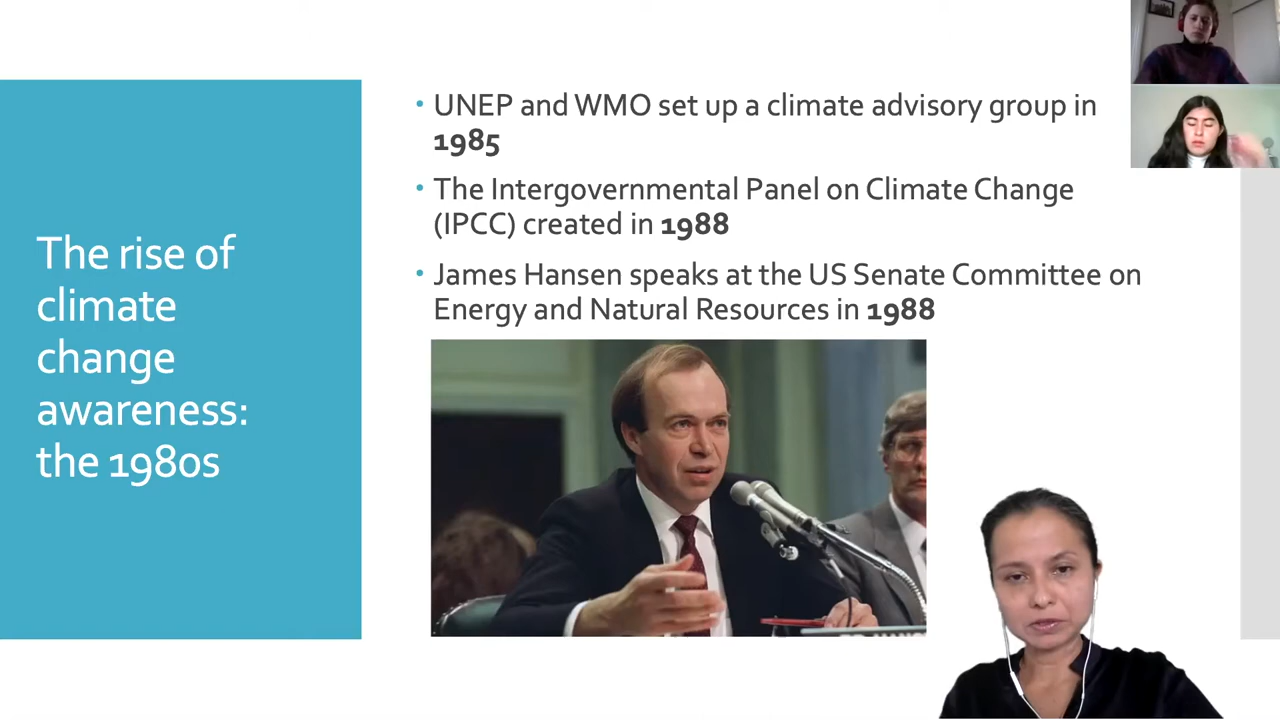 The rise of
climate
change
awareness:
the 1980s
• UNEP and WMO set up a climate advisory group in
1985
• The Intergovernmental Panel on Climate Change
(IPCC) created in 1988
• James Hansen speaks at the US Senate Committee on
Energy and Natural Resources in 1988